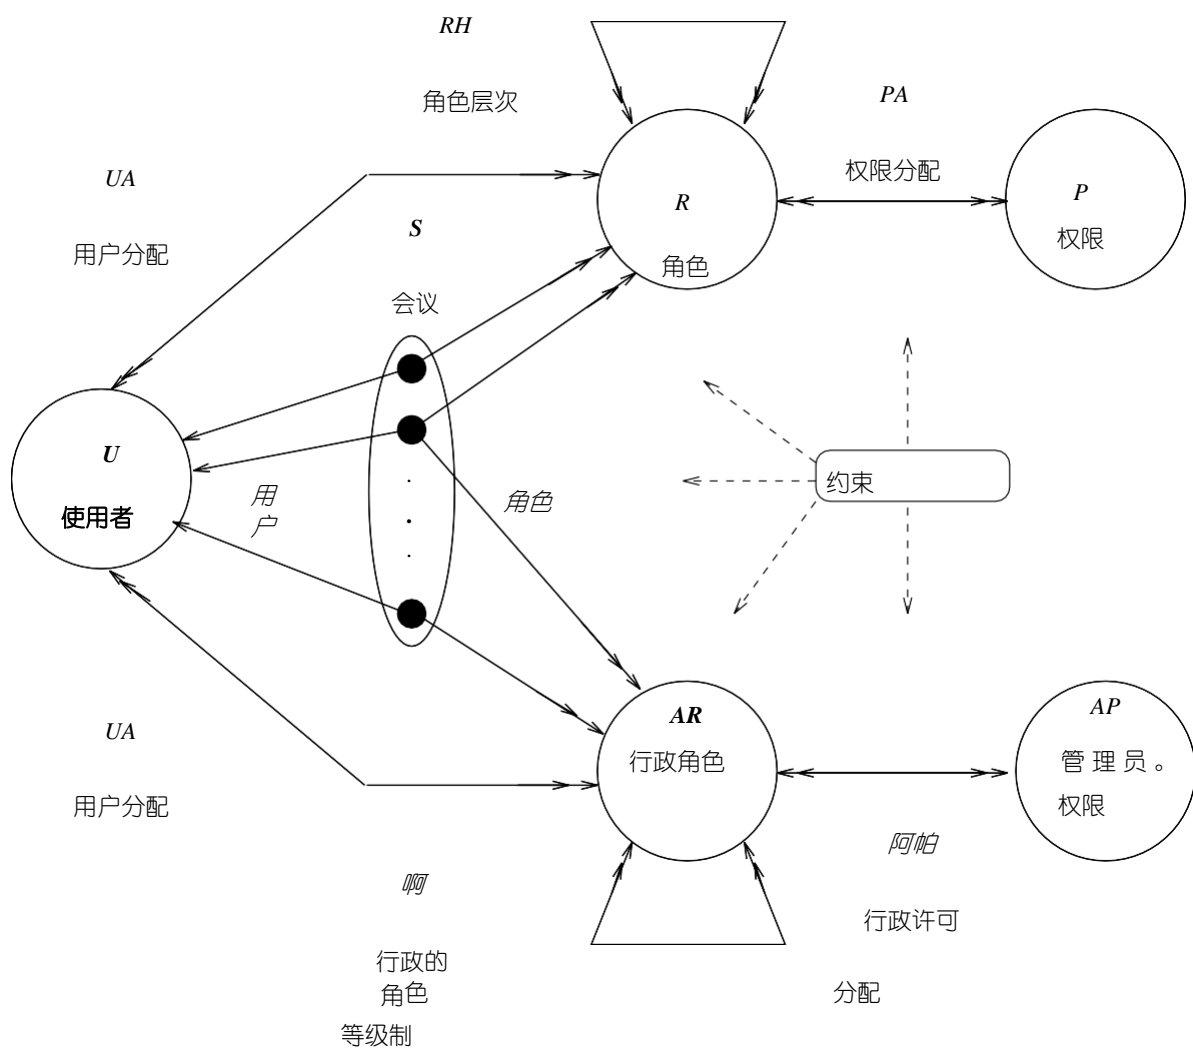 RH
角色层次
PA
UA
权限分配
R
P
用户分配
S
权限
角色
会议
U
用
户
角色
约束
使用者
UA
AR
AP
行政角色
管 理 员 。
用户分配
权限
阿帕
啊
行政许可
行政的
角色
分配
等级制